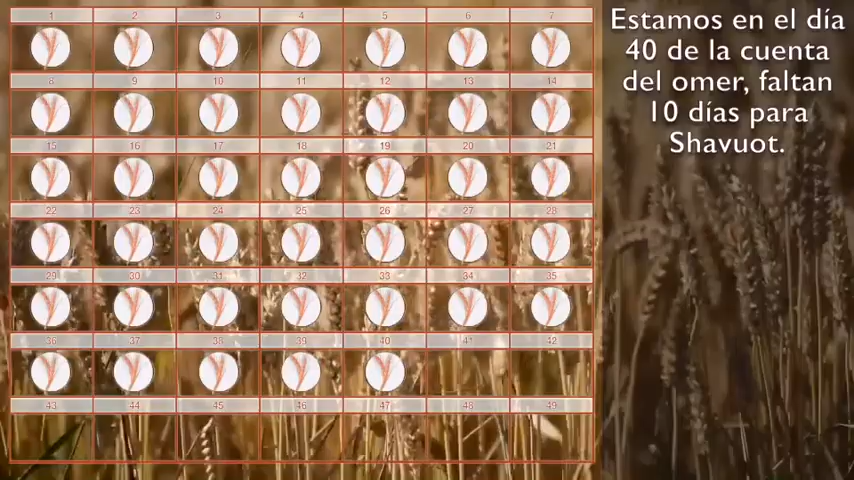 1 2 3 4 5 6 7
8 9 10 11 12 13 14
15 16 17 18 19 20 21
22 23 24 25 26 27 28
29 30 31 32 33 34 35
36 37 38 39 40 41 42
43 44 45 46 47 48 49
Estamos en el día
40 de la cuenta
del omer, faltan
10 días para
Shavuot.